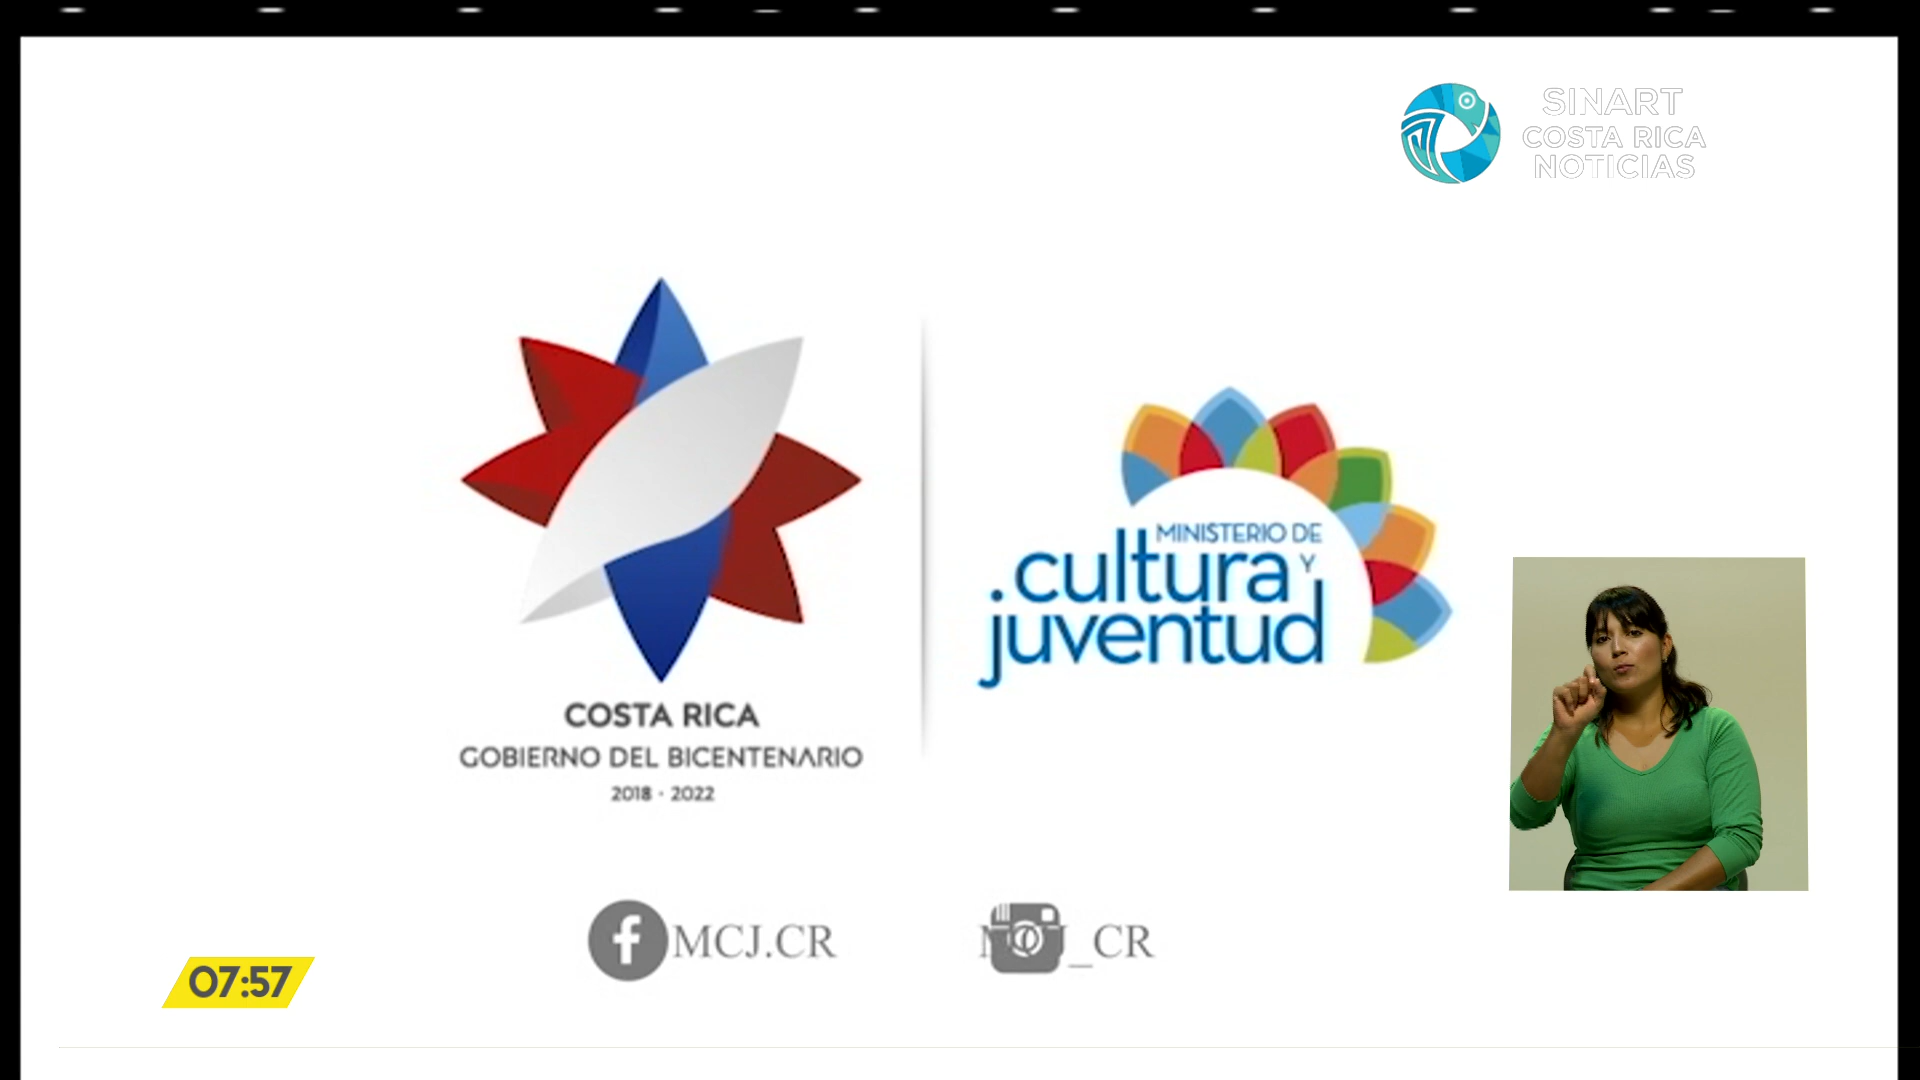 SINART
COSTA RICA
NOTICIAS
MINISTERIO DE
cultura y
juventud
COSTA RICA
GOBIERNO DEL BICENTENARIO
2018 - 2022
MCJ.CR
_CR
07:57